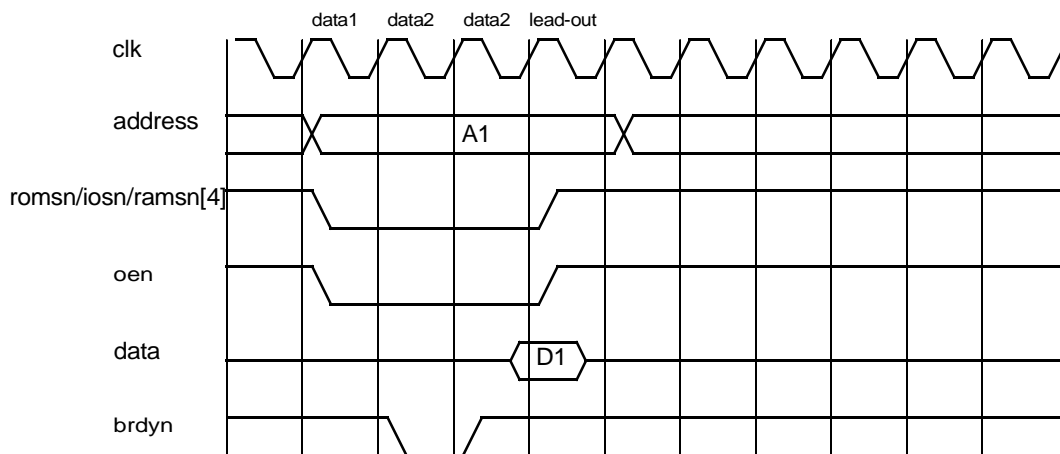 data1 data2 data2 lead-out
clk
address
A1
romsn/iosn/ramsn[4]
oen
data
D1
brdyn